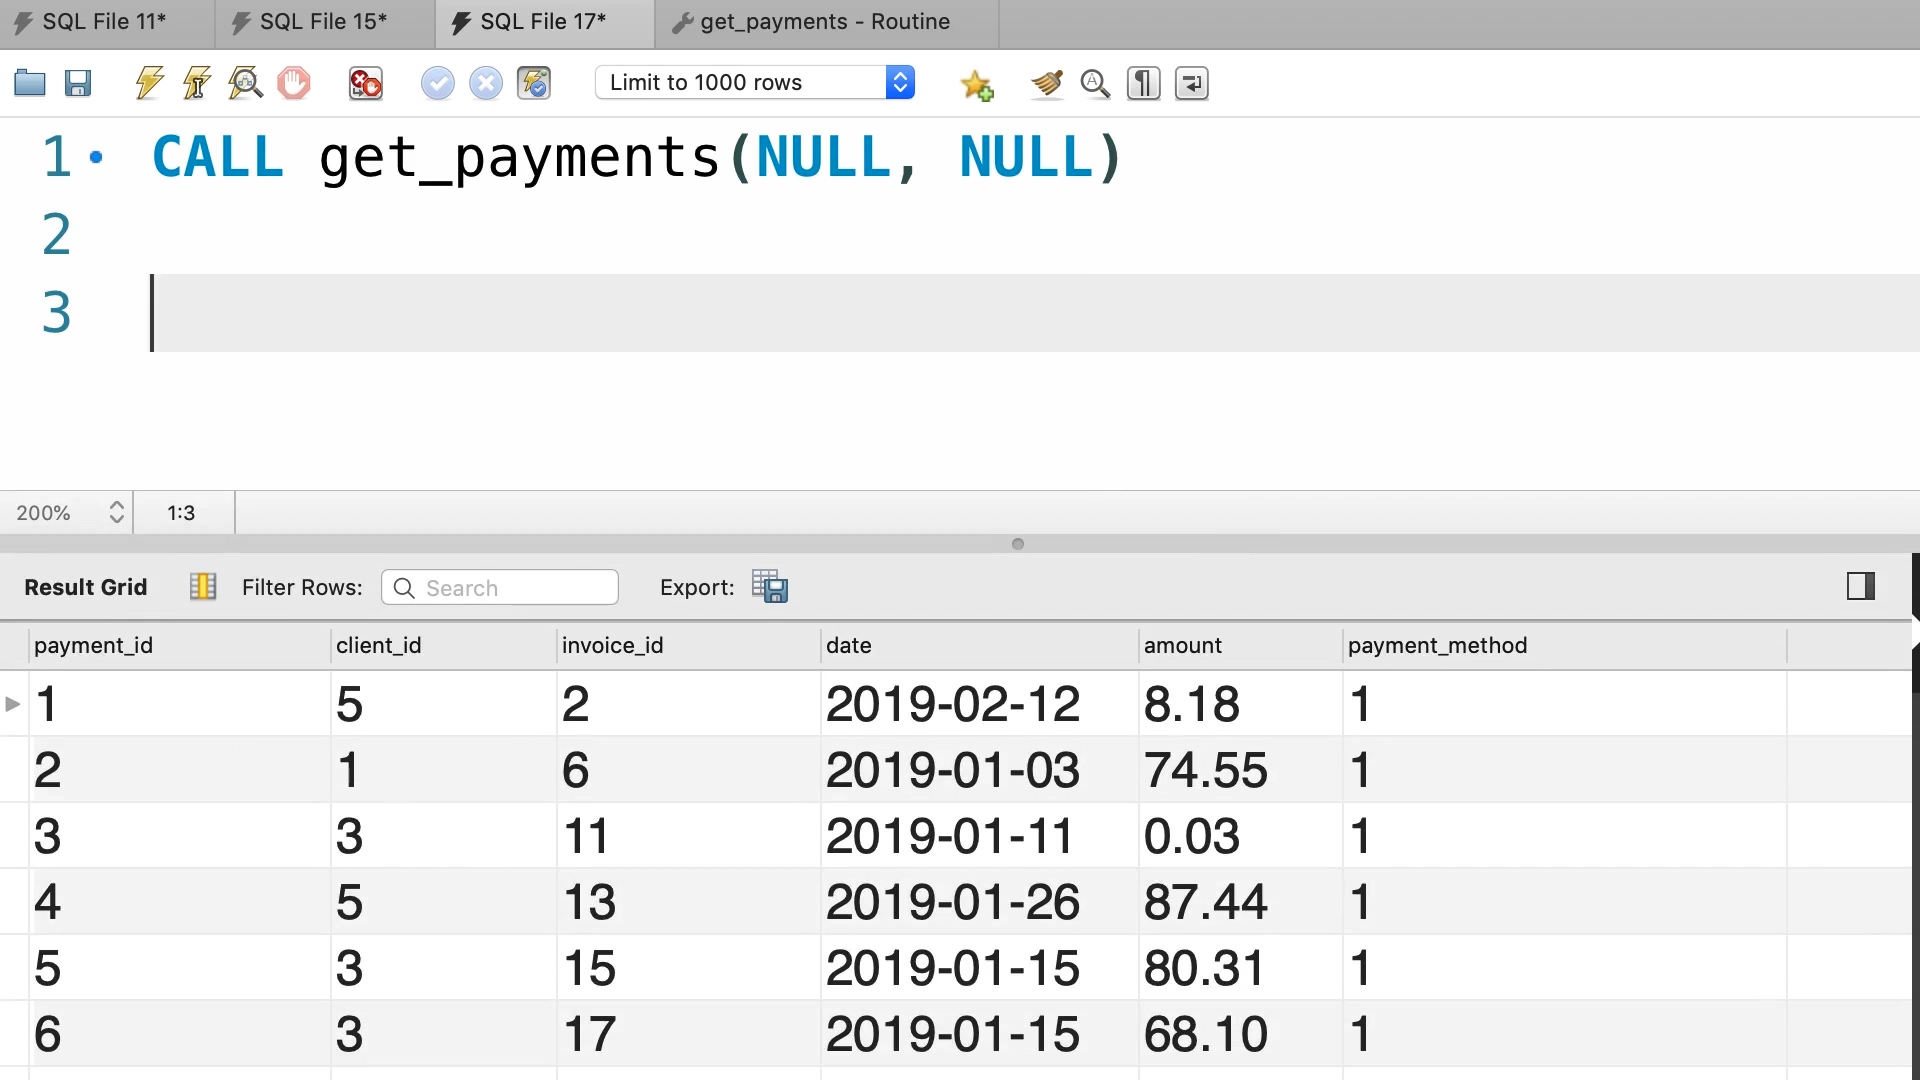 SQL File 11* SQL File 15* SQL File 17* get_payments - Routine
Limit to 1000 rows
1 CALL get_payments(NULL, NULL)
2
3
200% 1:3
Result Grid Filter Rows: Search Export:
payment_id client_id invoice_id date amount payment_method
1 5 2 2019-02-12 8.18 1
2 1 6 2019-01-03 74.55 1
3 3 11 2019-01-11 0.03 1
4 5 13 2019-01-26 87.44 1
5 3 15 2019-01-15 80.31 1
6 3 17 2019-01-15 68.10 1